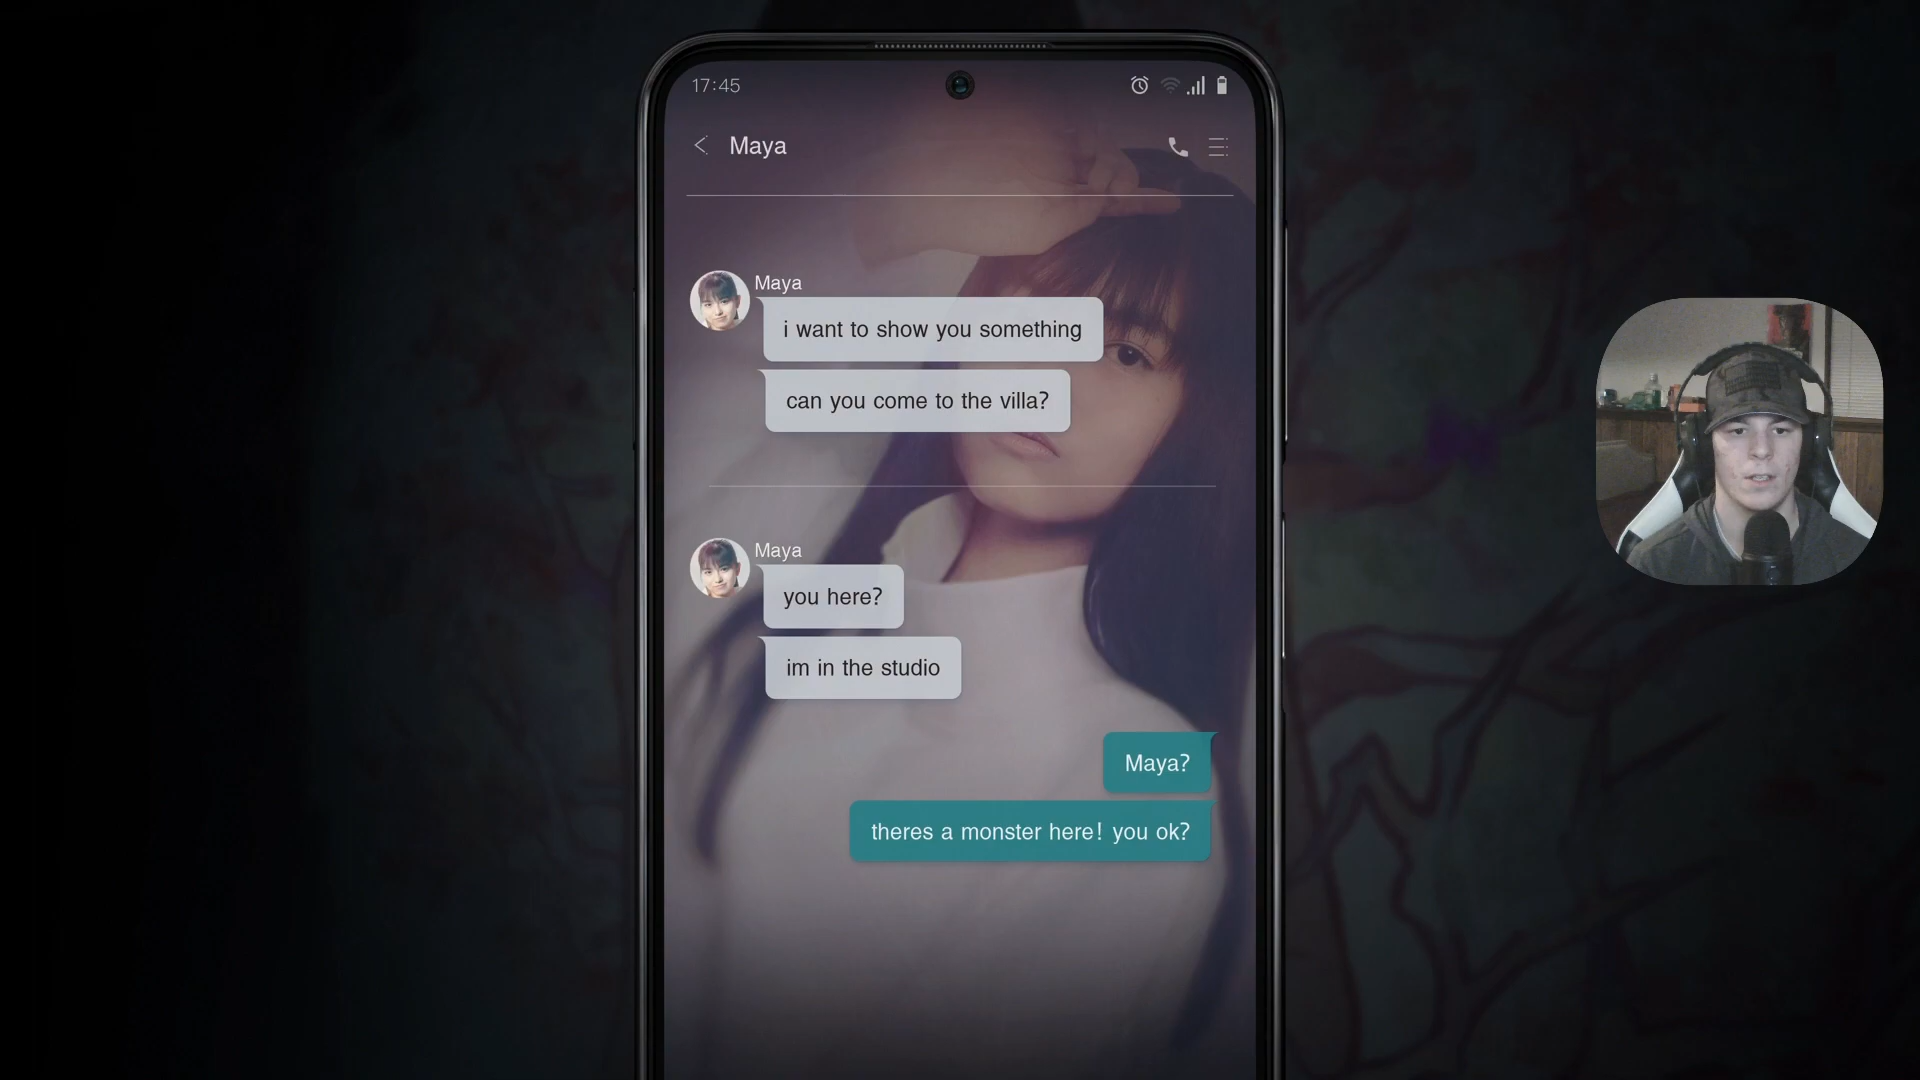 17:45
Maya
Maya
i want to show you something
can you come to the villa?
Maya
you here?
im in the studio
Maya?
theres a monster here! you ok?